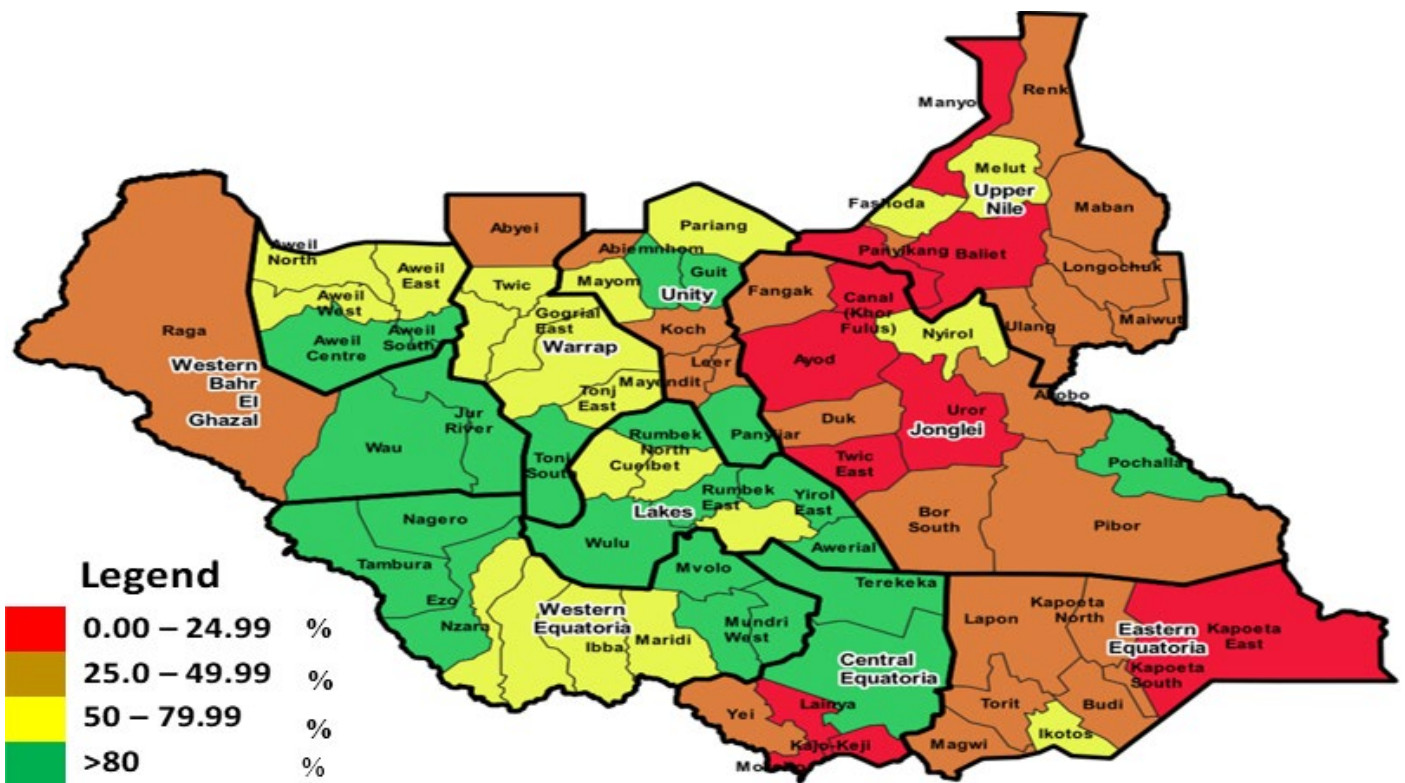 Manyo
Renk
Melut
Upper
Nile
Fashoda
Maban
Abyei
Pariang
Abiemnhom
Panyikang
Ballet
Longochuk
Aweil
North
Aweil
East
Twic
Mayom
Guit
Unity
Fangak
Canal
(Khor
Fulus)
Nyirol
Ulang
Maiwut
Raga
Aweil
West
Aweil
Centre
Aweil
South
Gogrial
East
Warrap
Koch
Leer
Ayod
Western
Bahr
El
Ghazal
Mayendit
Tonj
East
Duk
Uror
Jonglei
Akobo
Jur
River
Wau
Tonj
South
Rumbek
North
Cuelbet
Panyijar
Twic
East
Pochalla
Rumbek
East
Yirol
East
Lakes
Bor
South
Pibor
Nagero
Wulu
Awerial
Tambura
Mvolo
Terekeka
Ezo
Nzara
Western
Equatoria
Ibba
Maridi
Mundri
West
Lapon
Kapoeta
North
Eastern
Equatoria
Kapoeta
East
Kapoeta
South
Central
Equatoria
Yei
Lainya
Torit
Budi
Ikotos
Magwi
Kajo-Keji
Legend
0.00 – 24.99 %
25.0 – 49.99 %
50 – 79.99 %
>80 %